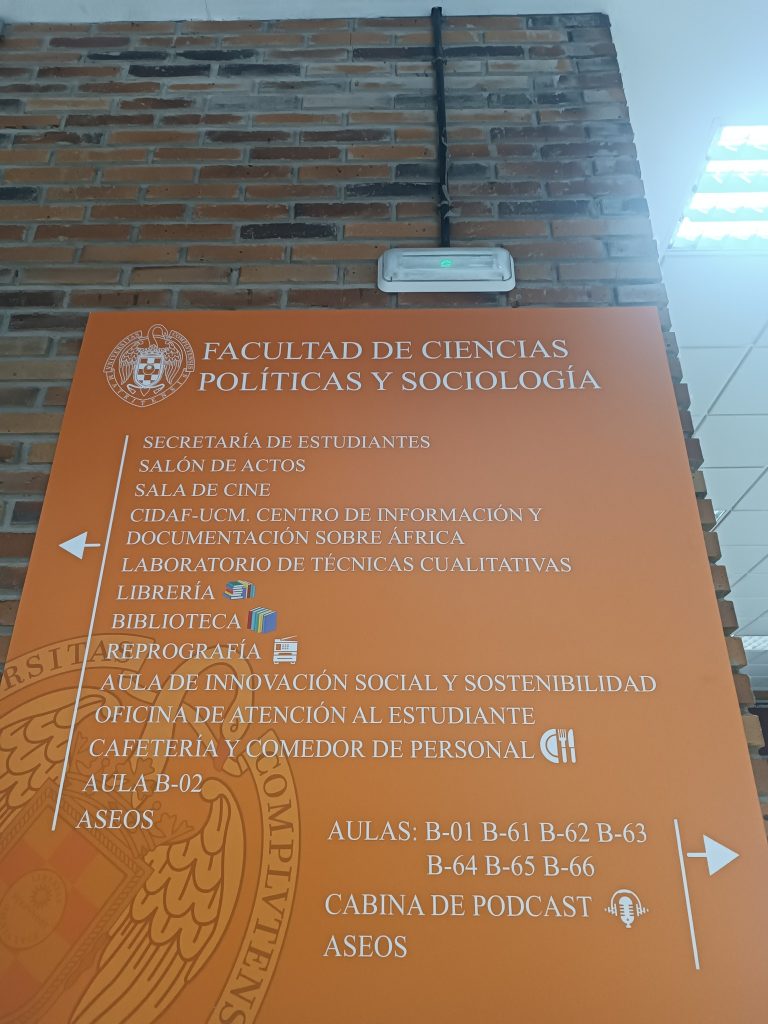 FACULTAD DE CIENCIAS
POLÍTICAS Y SOCIOLOGÍA
SECRETARÍA DE ESTUDIANTES
SALÓN DE ACTOS
SALA DE CINE
CIDAF-UCM. CENTRO DE INFORMACIÓN Y
DOCUMENTACIÓN SOBRE ÁFRICA
LABORATORIO DE TÉCNICAS CUALITATIVAS
LIBRERÍA
BIBLIOTECA
REPROGRAFÍA
AULA DE INNOVACIÓN SOCIAL Y SOSTENIBILIDAD
OFICINA DE ATENCIÓN AL ESTUDIANTE
CAFETERÍA Y COMEDOR DE PERSONAL
AULA B-02
ASEOS
AULAS: B-01 B-61 B-62 B-63
B-64 B-65 B-66
CABINA DE PODCAST
ASEOS